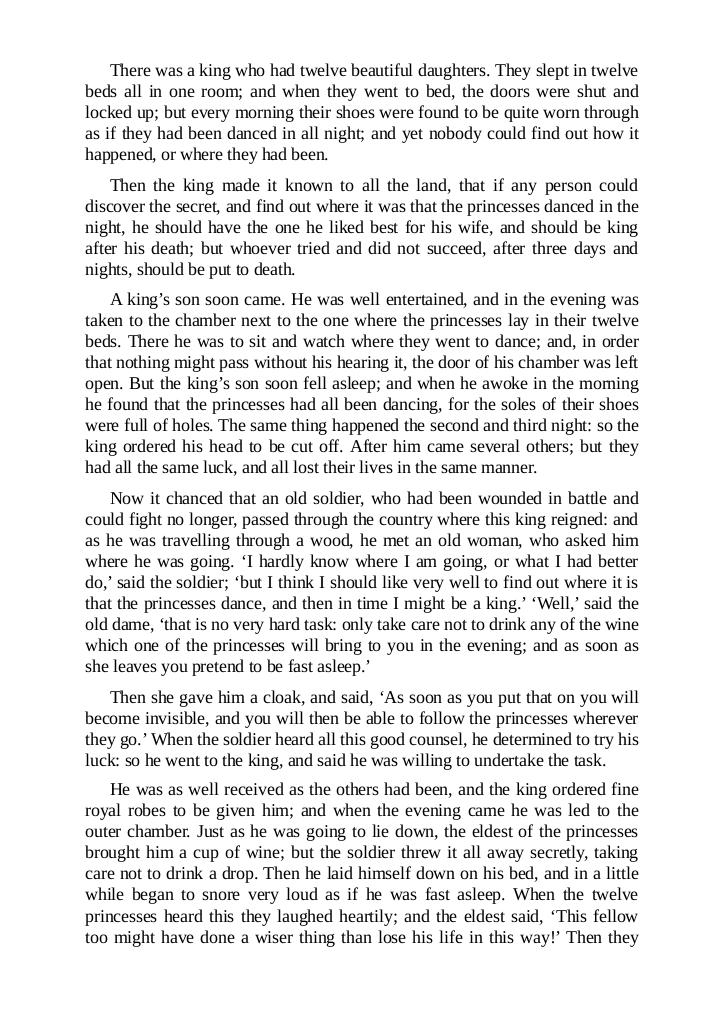 There was a king who had twelve beautiful daughters. They slept in twelve
beds all in one room; and when they went to bed, the doors were shut and
locked up; but every morning their shoes were found to be quite worn through
as if they had been danced in all night; and yet nobody could find out how it
happened, or where they had been.
Then the king made it known to all the land, that if any person could
discover the secret, and find out where it was that the princesses danced in the
night, he should have the one he liked best for his wife, and should be king
after his death; but whoever tried and did not succeed, after three days and
nights, should be put to death.
A king’s son soon came. He was well entertained, and in the evening was
taken to the chamber next to the one where the princesses lay in their twelve
beds. There he was to sit and watch where they went to dance; and, in order
that nothing might pass without his hearing it, the door of his chamber was left
open. But the king’s son soon fell asleep; and when he awoke in the morning
he found that the princesses had all been dancing, for the soles of their shoes
were full of holes. The same thing happened the second and third night: so the
king ordered his head to be cut off. After him came several others; but they
had all the same luck, and all lost their lives in the same manner.
Now it chanced that an old soldier, who had been wounded in battle and
could fight no longer, passed through the country where this king reigned: and
as he was travelling through a wood, he met an old woman, who asked him
where he was going. ‘I hardly know where I am going, or what I had better
do,’ said the soldier; ‘but I think I should like very well to find out where it is
that the princesses dance, and then in time I might be a king.’ ‘Well,’ said the
old dame, ‘that is no very hard task: only take care not to drink any of the wine
which one of the princesses will bring to you in the evening; and as soon as
she leaves you pretend to be fast asleep.’
Then she gave him a cloak, and said, ‘As soon as you put that on you will
become invisible, and you will then be able to follow the princesses wherever
they go.’ When the soldier heard all this good counsel, he determined to try his
luck: so he went to the king, and said he was willing to undertake the task.
He was as well received as the others had been, and the king ordered fine
royal robes to be given him; and when the evening came he was led to the
outer chamber. Just as he was going to lie down, the eldest of the princesses
brought him a cup of wine; but the soldier threw it all away secretly, taking
care not to drink a drop. Then he laid himself down on his bed, and in a little
while began to snore very loud as if he was fast asleep. When the twelve
princesses heard this they laughed heartily; and the eldest said, ‘This fellow
too might have done a wiser thing than lose his life in this way!’ Then they